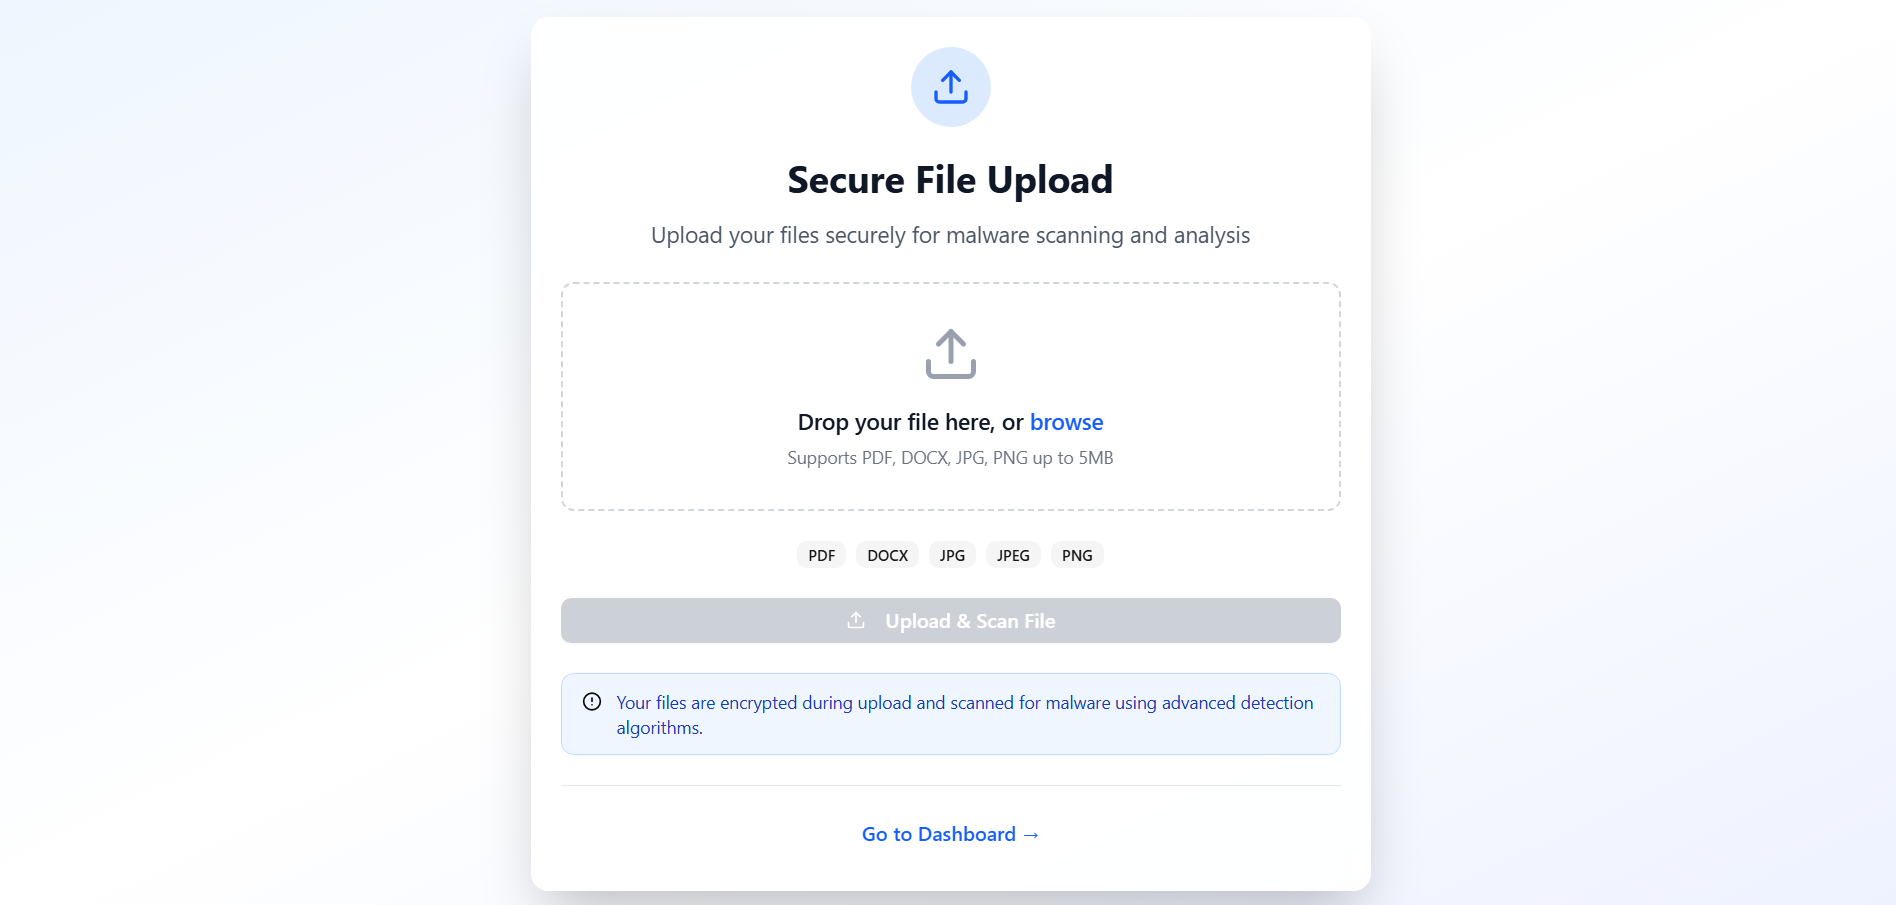 Secure File Upload
Upload your files securely for malware scanning and analysis
Drop your file here, or browse
Supports PDF, DOCX, JPG, PNG up to 5MB
PDF DOCX JPG JPEG PNG
Upload & Scan File
Your files are encrypted during upload and scanned for malware using advanced detection
algorithms.
Go to Dashboard →